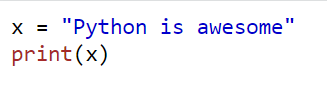 x = "Python is awesome"
print(x)